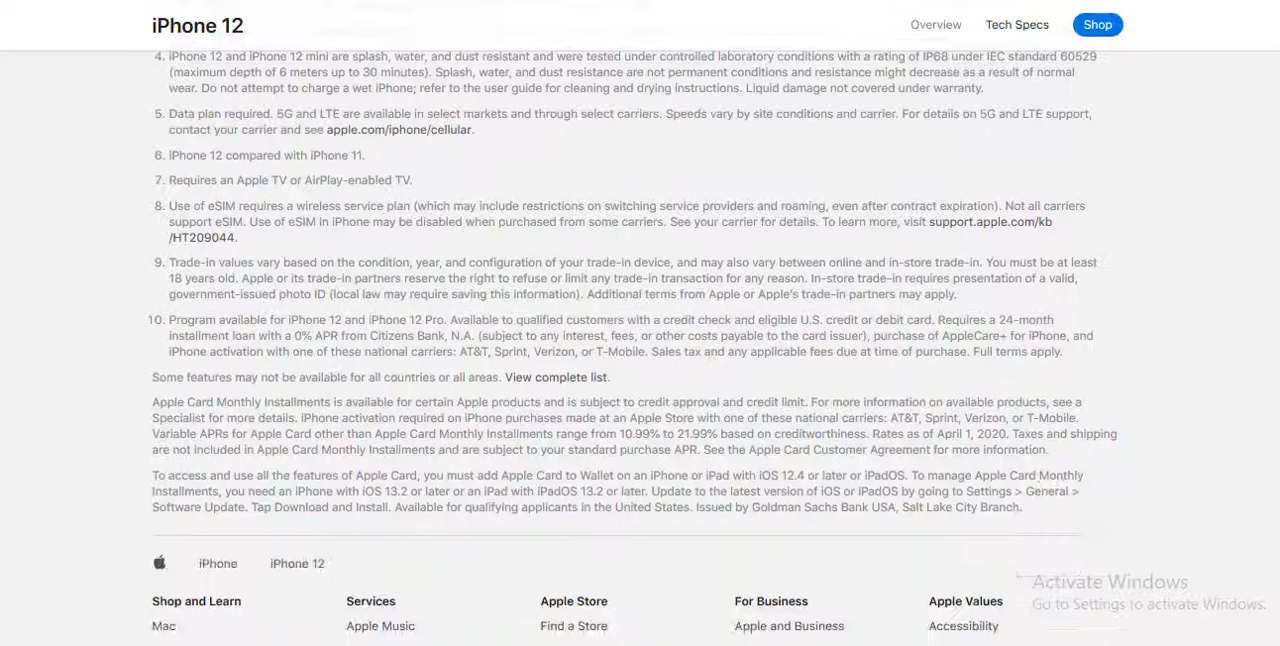 iPhone 12
Overview Tech Specs Shop
4. iPhone 12 and iPhone 12 mini are splash, water, and dust resistant and were tested under controlled laboratory conditions with a rating of IP68 under IEC standard 60529
(maximum depth of 6 meters up to 30 minutes). Splash, water, and dust resistance are not permanent conditions and resistance might decrease as a result of normal
wear. Do not attempt to charge a wet iPhone; refer to the user guide for cleaning and drying instructions. Liquid damage not covered under warranty.
5. Data plan required. 5G and LTE are available in select markets and through select carriers. Speeds vary by site conditions and carrier. For details on 5G and LTE support,
contact your carrier and see apple.com/iphone/cellular.
6. iPhone 12 compared with iPhone 11.
7. Requires an Apple TV or AirPlay-enabled TV.
8. Use of eSIM requires a wireless service plan (which may include restrictions on switching service providers and roaming, even after contract expiration). Not all carriers
support eSIM. Use of eSIM in iPhone may be disabled when purchased from some carriers. See your carrier for details. To learn more, visit support.apple.com/kb
/HT209044.
9. Trade-in values vary based on the condition, year, and configuration of your trade-in device, and may also vary between online and in-store trade-in. You must be at least
18 years old. Apple or its trade-in partners reserve the right to refuse or limit any trade-in transaction for any reason. In-store trade-in requires presentation of a valid,
government-issued photo ID (local law may require saving this information). Additional terms from Apple or Apple's trade-in partners may apply.
10. Program available for iPhone 12 and iPhone 12 Pro. Available to qualified customers with a credit check and eligible U.S. credit or debit card. Requires a 24-month
installment loan with a 0% APR from Citizens Bank, N.A. (subject to any interest, fees, or other costs payable to the card issuer), purchase of AppleCare+ for iPhone, and
iPhone activation with one of these national carriers: AT&T, Sprint, Verizon, or T-Mobile. Sales tax and any applicable fees due at time of purchase. Full terms apply.
Some features may not be available for all countries or all areas. View complete list.
Apple Card Monthly Installments is available for certain Apple products and is subject to credit approval and credit limit. For more information on available products, see a
Specialist for more details. iPhone activation required on iPhone purchases made at an Apple Store with one of these national carriers: AT&T, Sprint, Verizon, or T-Mobile.
Variable APRs for Apple Card other than Apple Card Monthly Installments range from 10.99% to 21.99% based on creditworthiness. Rates as of April 1, 2020. Taxes and shipping
are not included in Apple Card Monthly Installments and are subject to your standard purchase APR. See the Apple Card Customer Agreement for more information.
To access and use all the features of Apple Card, you must add Apple Card to Wallet on an iPhone or iPad with iOS 12.4 or later or iPadOS. To manage Apple Card Monthly
Installments, you need an iPhone with iOS 13.2 or later or an iPad with iPadOS 13.2 or later. Update to the latest version of iOS or iPadOS by going to Settings > General >
Software Update. Tap Download and Install. Available for qualifying applicants in the United States. Issued by Goldman Sachs Bank USA, Salt Lake City Branch.
iPhone iPhone 12
Shop and Learn Services Apple Store For Business Apple Values
Mac Apple Music Find a Store Apple and Business Accessibility
Activate Windows
Go to Settings to activate Windows.